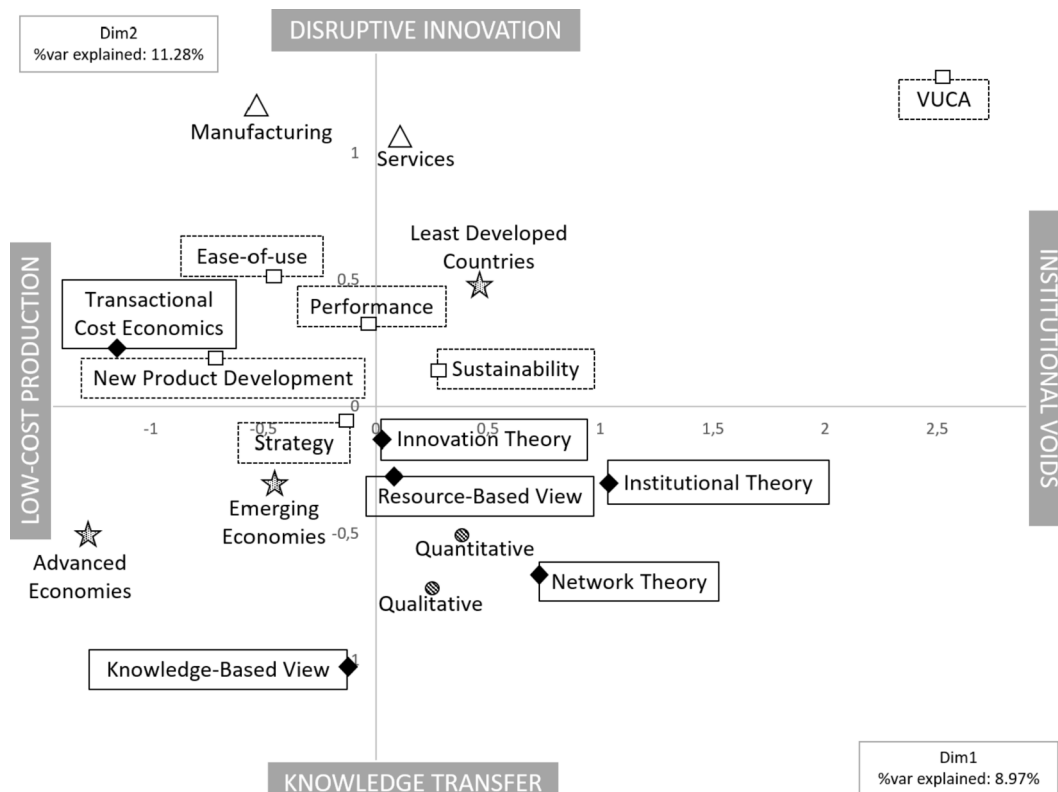 Dim2
%var explained: 11.28%
DISRUPTIVE INNOVATION
VUCA
Manufacturing
1
Services
Least Developed
Countries
Ease-of-use
0,5
Performance
Transactional
Cost Economics
Sustainability
New Product Development
LOW-COST PRODUCTION
INSTITUTIONAL VOIDS
0
-1
-0,5
0,5
1
1,5
2
2,5
Strategy
Innovation Theory
Institutional Theory
Resource-Based View
Emerging
Economies
-0,5
Quantitative
Advanced
Economies
Network Theory
Qualitative
Knowledge-Based View
-1
Dim1
%var explained: 8.97%
KNOWLEDGE TRANSFER